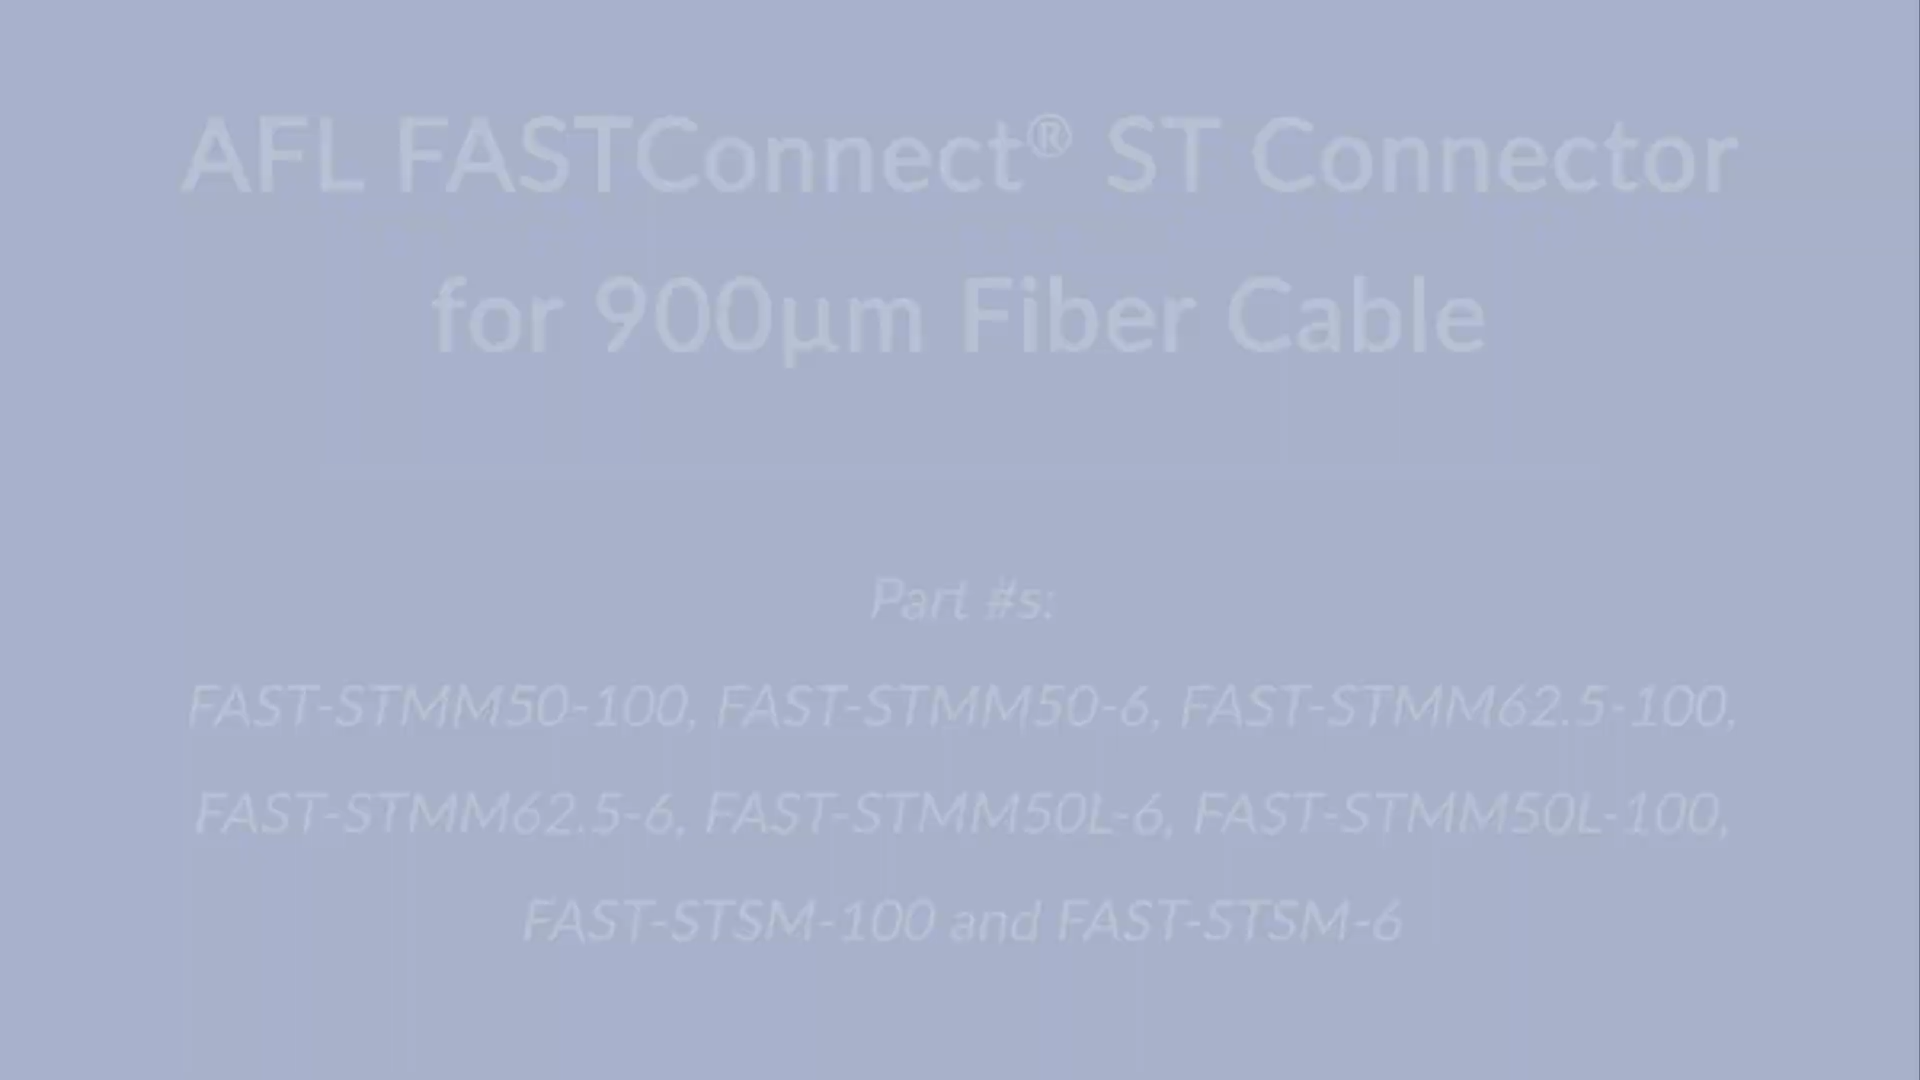 AFL FASTConnect® ST Connector
for 900µm Fiber Cable
Part #s:
FAST-STMM50-100, FAST-STMM50-6, FAST-STMM62.5-100,
FAST-STMM62.5-6, FAST-STMM50L-6, FAST-STMM50L-100,
FAST-STSM-100 and FAST-STSM-6